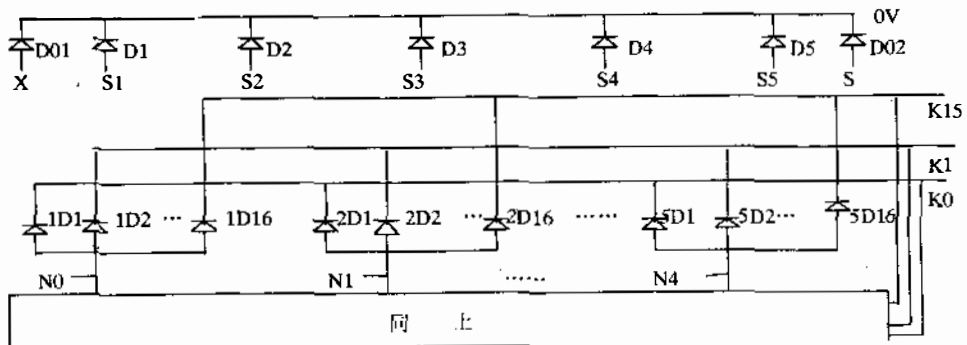 0V
D01 D1 D2 D3 D4 D5 D02
X S1 S2 S3 S4 S5 S
K15
K1
K0
1D1 1D2 ... 1D16 2D1 2D2 ... 2D16 ...... 5D1 5D2 ... 5D16
N0 N1 ...... N4
同 上